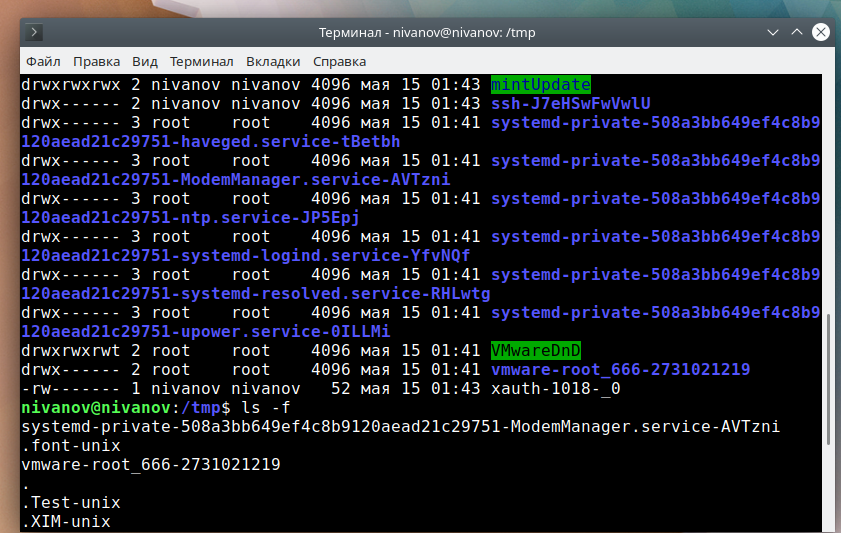 Терминал - nivanov@nivanov: /tmp
Файл Правка Вид Терминал Вкладки Справка
drwxrwxrwx 2 nivanov nivanov 4096 мая 15 01:43 mintUpdate
drwx------ 2 nivanov nivanov 4096 мая 15 01:43 ssh-J7eHSwFwVwlU
drwx------ 3 root    root    4096 мая 15 01:41 systemd-private-508a3bb649ef4c8b9
120aead21c29751-haveged.service-tBetbh
drwx------ 3 root    root    4096 мая 15 01:41 systemd-private-508a3bb649ef4c8b9
120aead21c29751-ModemManager.service-AVTzni
drwx------ 3 root    root    4096 мая 15 01:41 systemd-private-508a3bb649ef4c8b9
120aead21c29751-ntp.service-JP5Epj
drwx------ 3 root    root    4096 мая 15 01:41 systemd-private-508a3bb649ef4c8b9
120aead21c29751-systemd-logind.service-YfvNQf
drwx------ 3 root    root    4096 мая 15 01:41 systemd-private-508a3bb649ef4c8b9
120aead21c29751-systemd-resolved.service-RHLwtg
drwx------ 3 root    root    4096 мая 15 01:41 systemd-private-508a3bb649ef4c8b9
120aead21c29751-upower.service-0ILLMi
drwxrwxrwt 2 root    root    4096 мая 15 01:41 VMwareDnD
drwx------ 2 root    root    4096 мая 15 01:41 vmware-root_666-2731021219
-rw------- 1 nivanov nivanov   52 мая 15 01:43 xauth-1018-_0
nivanov@nivanov:/tmp$ ls -f
systemd-private-508a3bb649ef4c8b9120aead21c29751-ModemManager.service-AVTzni
.font-unix
vmware-root_666-2731021219
.
.Test-unix
.XIM-unix